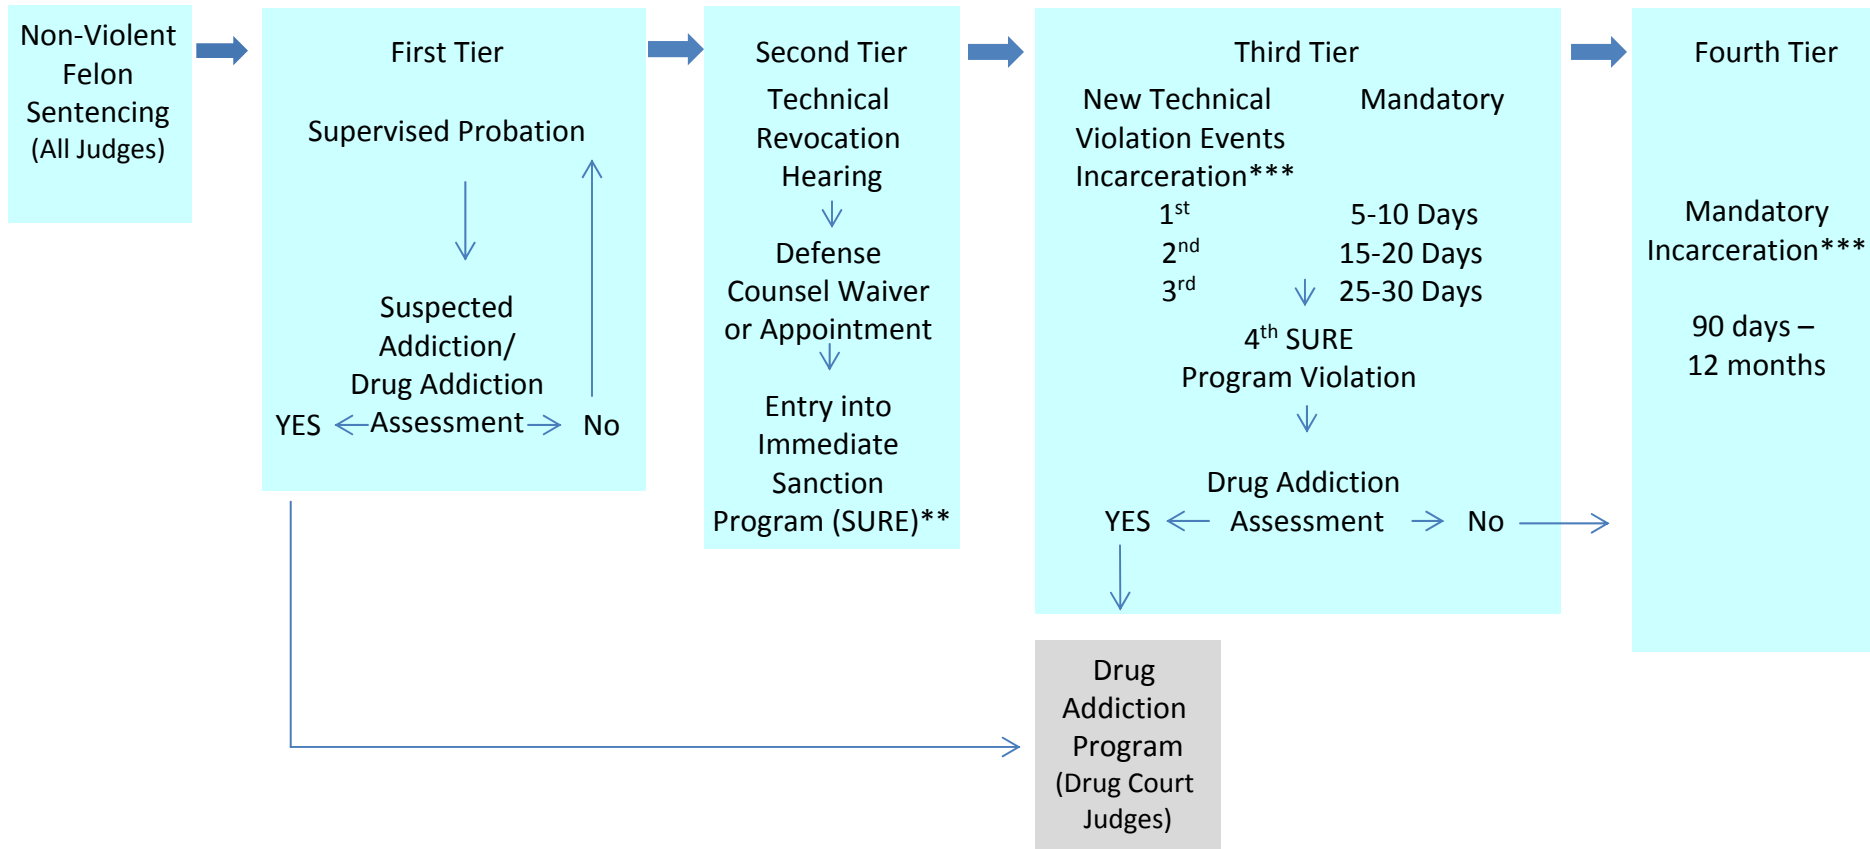 Non-Violent
Felon
Sentencing
(All Judges)
First Tier
Supervised Probation
Suspected
Addiction/
Drug Addiction
YES Assessment No
Second Tier
Technical
Revocation
Hearing
Defense
Counsel Waiver
or Appointment
Entry into
Immediate
Sanction
Program (SURE)**
Third Tier
New Technical Mandatory
Violation Events
Incarceration***
1st 5-10 Days
2nd 15-20 Days
3rd 25-30 Days
4th SURE
Program Violation
Drug Addiction
YES Assessment No
Fourth Tier
Mandatory
Incarceration***
90 days –
12 months
Drug
Addiction
Program
(Drug Court
Judges)